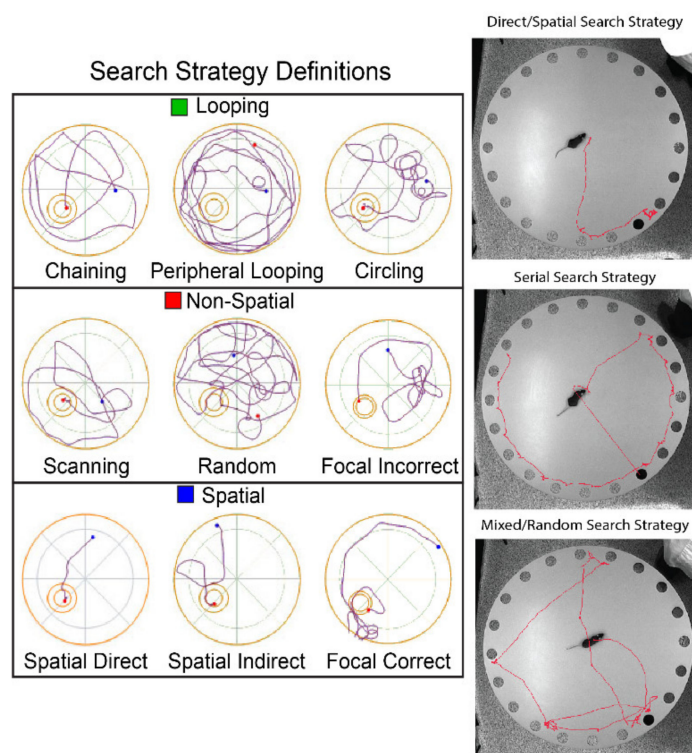 Search Strategy Definitions
Looping
Chaining
Peripheral Looping
Circling
Non-Spatial
Scanning
Random
Focal Incorrect
Spatial
Spatial Direct
Spatial Indirect
Focal Correct
Direct/Spatial Search Strategy
Serial Search Strategy
Mixed/Random Search Strategy